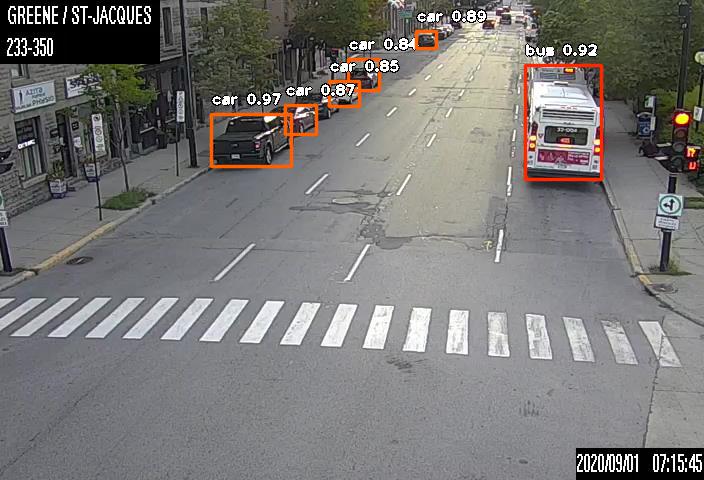 GREENE / ST-JACQUES
233-350
car 0.89
car 0.84
bus 0.92
car 0.85
car 0.87
car 0.97
2020/09/01 07:15:45